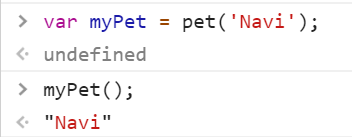 > var myPet = pet('Navi');
< undefined
> myPet();
< "Navi"